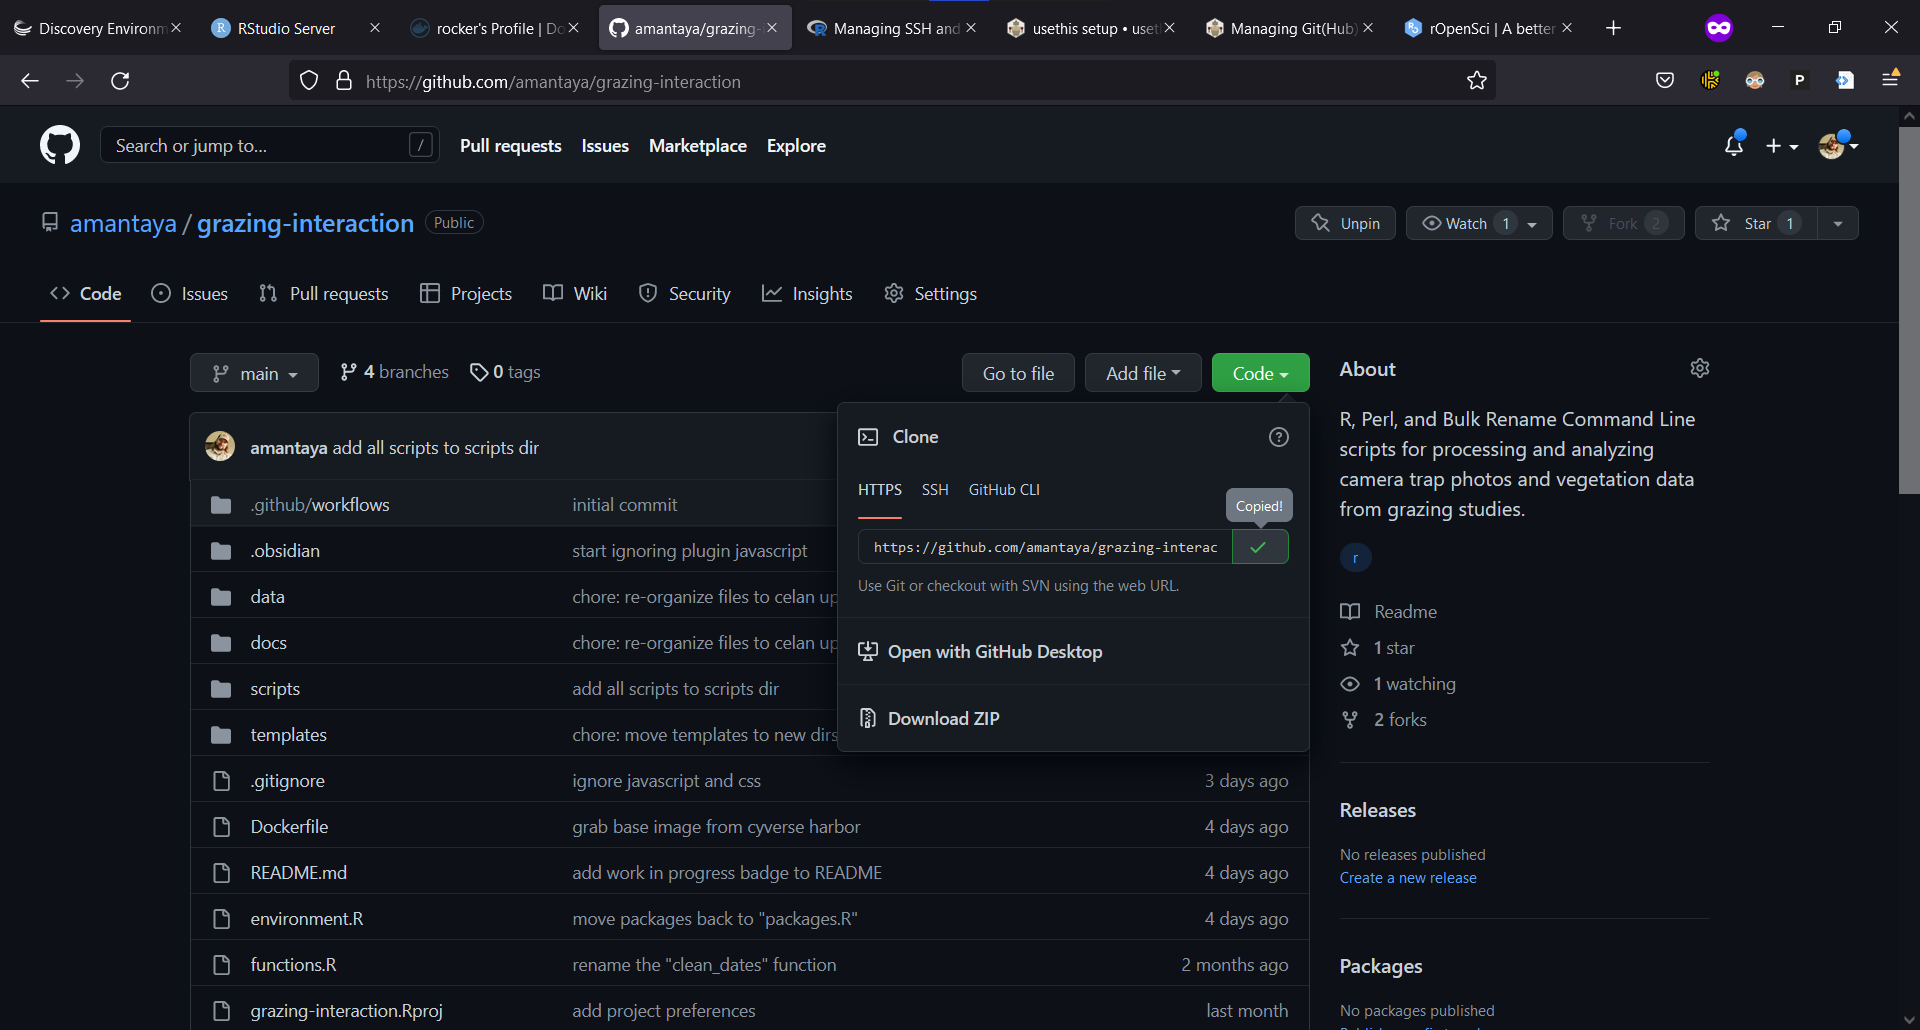 Discovery Environm
RStudio Server
rocker's Profile | Do
amantaya/grazing-
Managing SSH and
usethis setup • uset
Managing Git(Hub)
rOpenSci | A better
https://github.com/amantaya/grazing-interaction
P
Search or jump to...
/
Pull requests
Issues
Marketplace
Explore
amantaya / grazing-interaction
Public
Unpin
Watch 1
Fork 2
Star 1
Code
Issues
Pull requests
Projects
Wiki
Security
Insights
Settings
main
4 branches
0 tags
Go to file
Add file
Code
amantaya add all scripts to scripts dir
.github/workflows initial commit
.obsidian start ignoring plugin javascript
data chore: re-organize files to celan up
docs chore: re-organize files to celan up
scripts add all scripts to scripts dir
templates chore: move templates to new dirs
.gitignore ignore javascript and css 3 days ago
Dockerfile grab base image from cyverse harbor 4 days ago
README.md add work in progress badge to README 4 days ago
environment.R move packages back to "packages.R" 4 days ago
functions.R rename the "clean_dates" function 2 months ago
grazing-interaction.Rproj add project preferences last month
Clone
HTTPS
SSH
GitHub CLI
Copied!
https://github.com/amantaya/grazing-interac
Use Git or checkout with SVN using the web URL.
Open with GitHub Desktop
Download ZIP
About
R, Perl, and Bulk Rename Command Line
scripts for processing and analyzing
camera trap photos and vegetation data
from grazing studies.
r
Readme
1 star
1 watching
2 forks
Releases
No releases published
Create a new release
Packages
No packages published